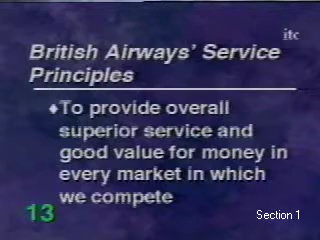 itc
British Airways' Service
Principles
♦To provide overall
superior service and
good value for money in
every market in which
we compete
13
Section 1